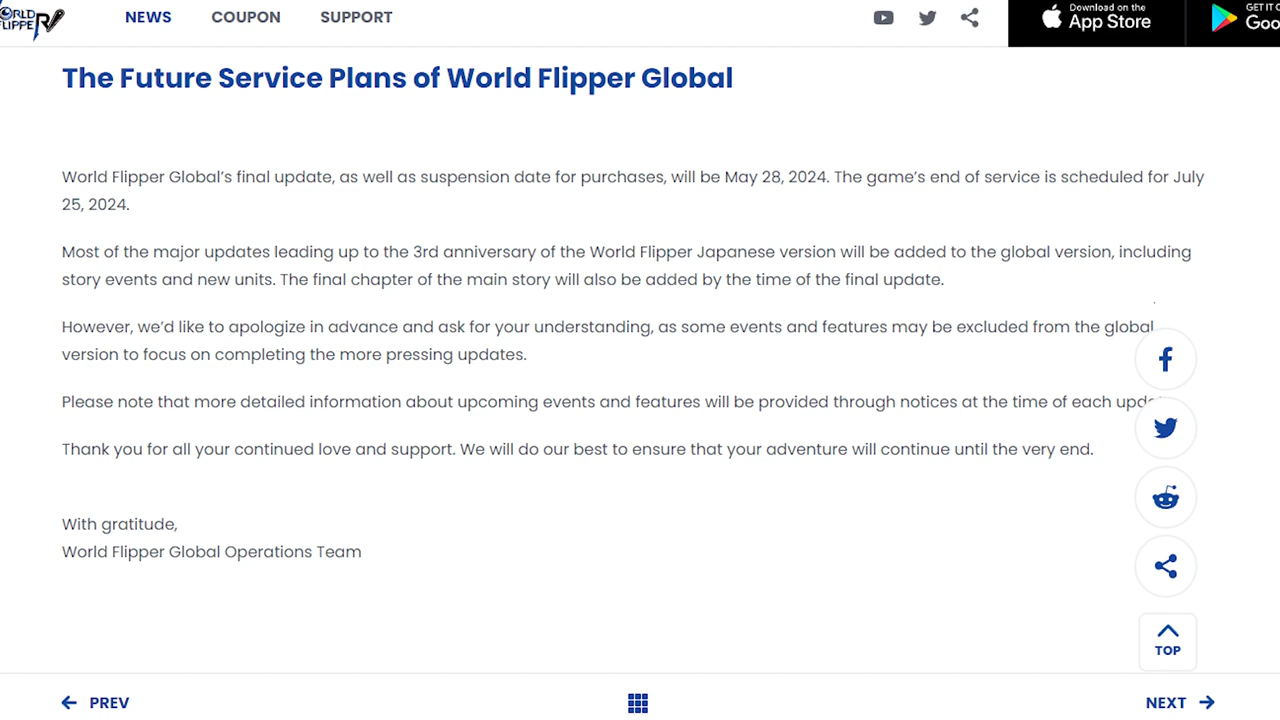 NEWS COUPON SUPPORT
Download on the
App Store
GET IT
The Future Service Plans of World Flipper Global
World Flipper Global's final update, as well as suspension date for purchases, will be May 28, 2024. The game's end of service is scheduled for July
25, 2024.
Most of the major updates leading up to the 3rd anniversary of the World Flipper Japanese version will be added to the global version, including
story events and new units. The final chapter of the main story will also be added by the time of the final update.
However, we'd like to apologize in advance and ask for your understanding, as some events and features may be excluded from the global
version to focus on completing the more pressing updates.
Please note that more detailed information about upcoming events and features will be provided through notices at the time of each
Thank you for all your continued love and support. We will do our best to ensure that your adventure will continue until the very end.
With gratitude,
World Flipper Global Operations Team
TOP
PREV
NEXT